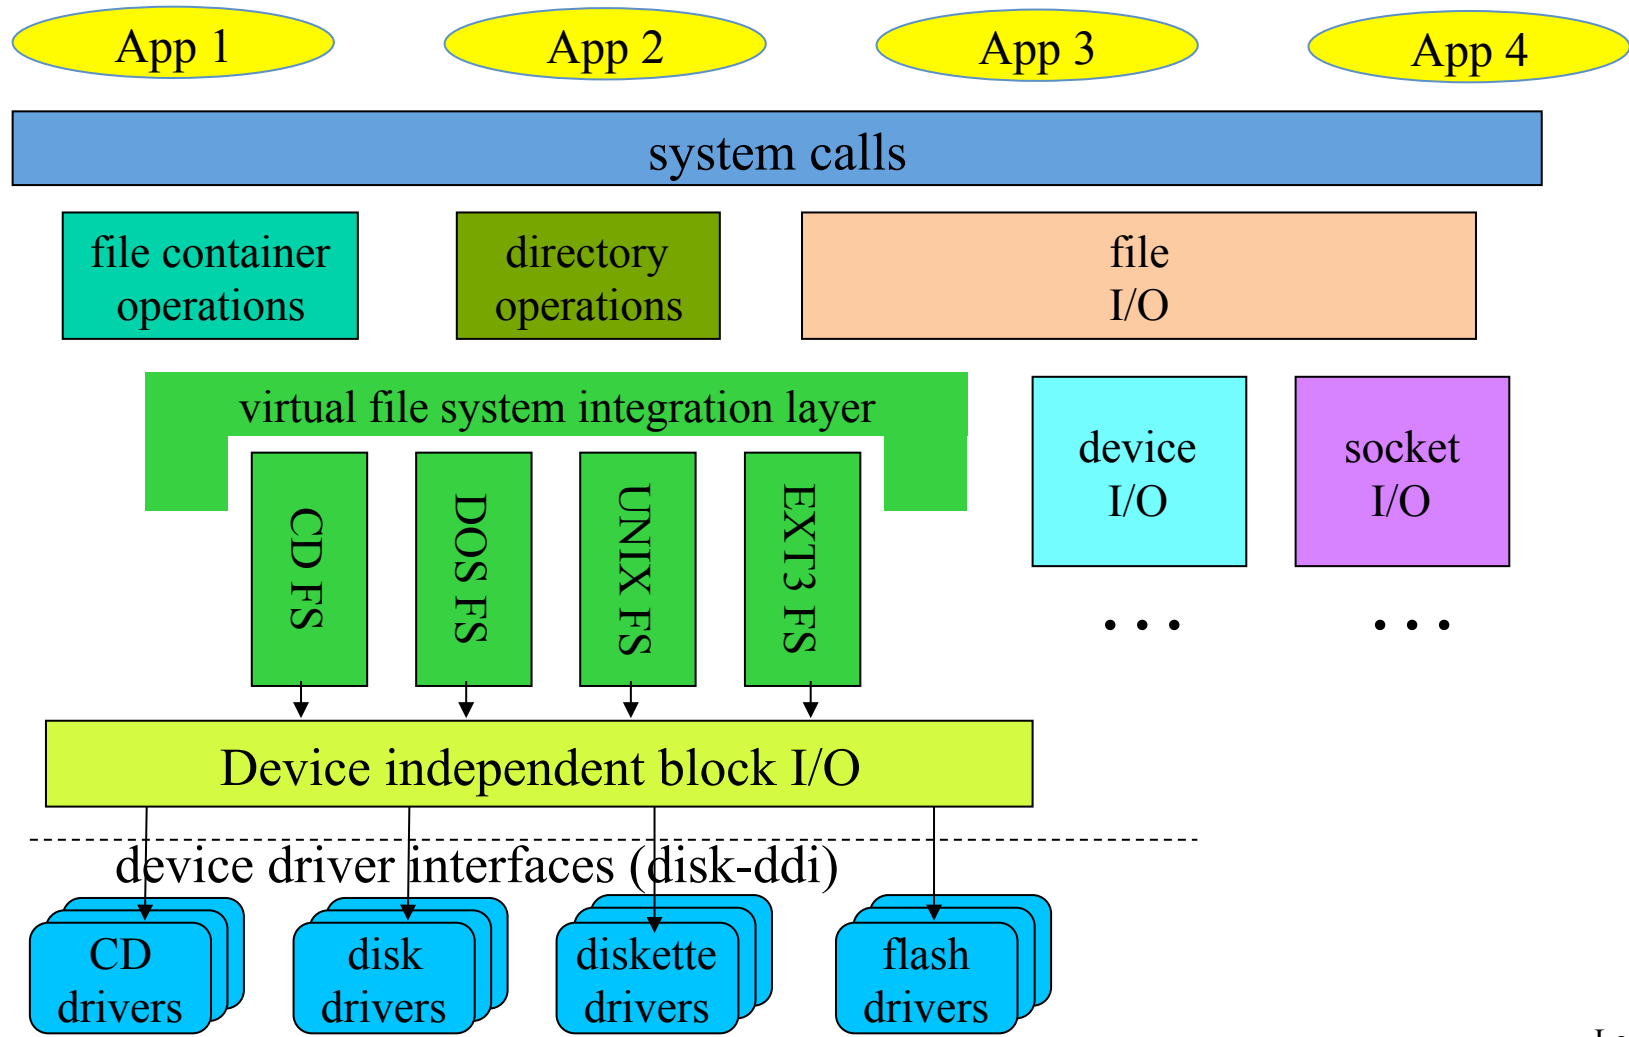 App 1
App 2
App 3
App 4
system calls
file container
operations
directory
operations
file
I/O
virtual file system integration layer
device
I/O
socket
I/O
CD FS
DOS FS
UNIX FS
EXT3 FS
. . .
. . .
Device independent block I/O
device driver interfaces (disk-ddi)
CD
drivers
disk
drivers
diskette
drivers
flash
drivers